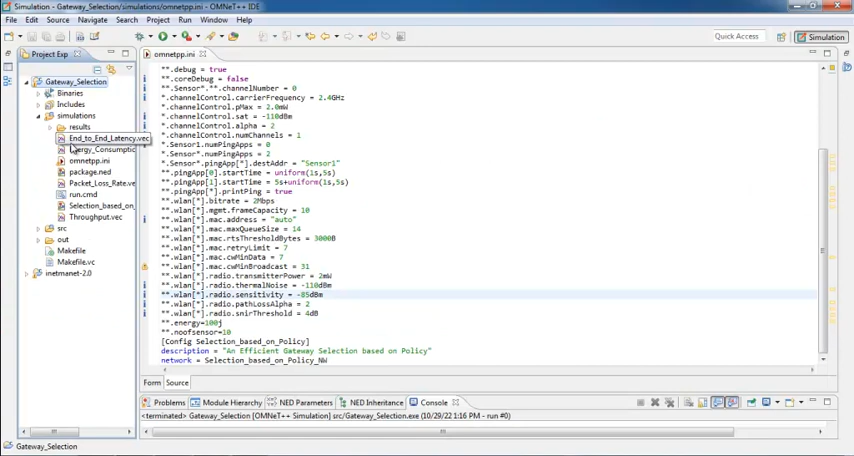 Simulation - Gateway_Selection/simulations/omnetpp.ini - OMNeT++ IDE
File Edit Source Navigate Search Project Run Window Help
Quick Access
Simulation
Project Exp
omnetpp.ini
Gateway_Selection
Binaries
Includes
simulations
results
End_to_End_Latency.vec
Energy_Consumptic
omnetpp.ini
package.ned
Packet_Loss_Rate.ve
run.cmd
Selection_based_on_
Throughput.vec
src
out
Makefile
Makefile.vc
inetmanet-2.0
**.debug = true
**.coreDebug = false
**.Sensor*.**.channelNumber = 0
*.channelControl.carrierFrequency = 2.4GHz
*.channelControl.pMax = 2.0mW
*.channelControl.sat = -110dBm
*.channelControl.alpha = 2
*.channelControl.numChannels = 1
*.Sensor1.numPingApps = 0
*.Sensor*.numPingApps = 2
*.Sensor*.pingApp[*].destAddr = "Sensor1"
**.pingApp[0].startTime = uniform(1s,5s)
**.pingApp[1].startTime = 5s+uniform(1s,5s)
**.pingApp[*].printPing = true
**.wlan[*].bitrate = 2Mbps
**.wlan[*].mgmt.frameCapacity = 10
**.wlan[*].mac.address = "auto"
**.wlan[*].mac.maxQueueSize = 14
**.wlan[*].mac.rtsThresholdBytes = 3000B
**.wlan[*].mac.retryLimit = 7
**.wlan[*].mac.cwMinData = 7
**.wlan[*].mac.cwMinBroadcast = 31
**.wlan[*].radio.transmitterPower = 2mW
**.wlan[*].radio.thermalNoise = -110dBm
**.wlan[*].radio.sensitivity = -85dBm
**.wlan[*].radio.pathLossAlpha = 2
**.wlan[*].radio.snirThreshold = 4dB
**.energy=100j
**.noofsensor=10
[Config Selection_based_on_Policy]
description = "An Efficient Gateway Selection based on Policy"
network = Selection_based_on_Policy_NW
Form Source
Problems Module Hierarchy NED Parameters NED Inheritance Console
<terminated> Gateway_Selection [OMNeT++ Simulation] src/Gateway_Selection.exe (10/29/22 1:16 PM - run #0)
Gateway_Selection